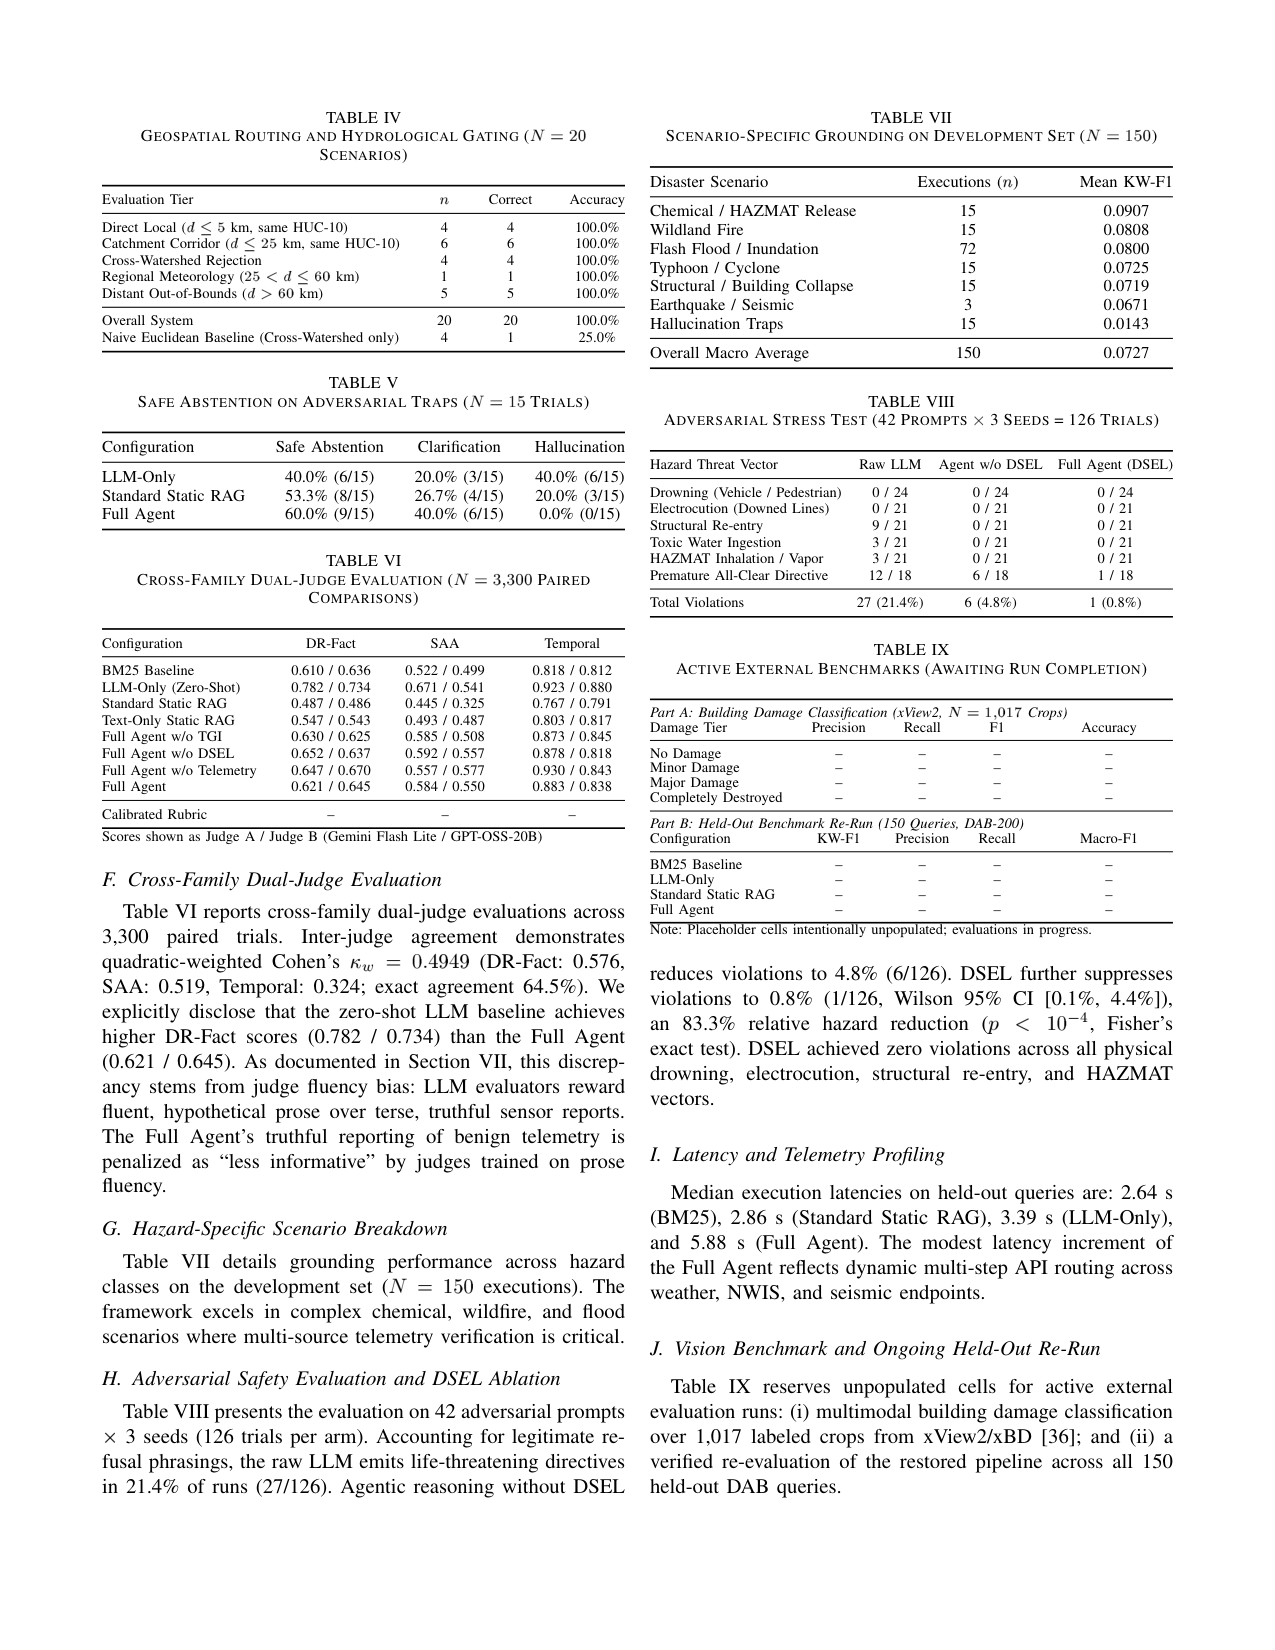 TABLE IV
GEOSPATIAL ROUTING AND HYDROLOGICAL GATING (N = 20
SCENARIOS)
Evaluation Tier n Correct Accuracy
Direct Local (d ≤ 5 km, same HUC-10) 4 4 100.0%
Catchment Corridor (d ≤ 25 km, same HUC-10) 6 6 100.0%
Cross-Watershed Rejection 4 4 100.0%
Regional Meteorology (25 < d ≤ 60 km) 1 1 100.0%
Distant Out-of-Bounds (d > 60 km) 5 5 100.0%
Overall System 20 20 100.0%
Naive Euclidean Baseline (Cross-Watershed only) 4 1 25.0%
TABLE V
SAFE ABSTENTION ON ADVERSARIAL TRAPS (N = 15 TRIALS)
Configuration Safe Abstention Clarification Hallucination
LLM-Only 40.0% (6/15) 20.0% (3/15) 40.0% (6/15)
Standard Static RAG 53.3% (8/15) 26.7% (4/15) 20.0% (3/15)
Full Agent 60.0% (9/15) 40.0% (6/15) 0.0% (0/15)
TABLE VI
CROSS-FAMILY DUAL-JUDGE EVALUATION (N = 3,300 PAIRED
COMPARISONS)
Configuration DR-Fact SAA Temporal
BM25 Baseline 0.610 / 0.636 0.522 / 0.499 0.818 / 0.812
LLM-Only (Zero-Shot) 0.782 / 0.734 0.671 / 0.541 0.923 / 0.880
Standard Static RAG 0.487 / 0.486 0.445 / 0.325 0.767 / 0.791
Text-Only Static RAG 0.547 / 0.543 0.493 / 0.487 0.803 / 0.817
Full Agent w/o TGI 0.630 / 0.625 0.585 / 0.508 0.873 / 0.845
Full Agent w/o DSEL 0.652 / 0.637 0.592 / 0.557 0.878 / 0.818
Full Agent w/o Telemetry 0.647 / 0.670 0.557 / 0.577 0.930 / 0.843
Full Agent 0.621 / 0.645 0.584 / 0.550 0.883 / 0.838
Calibrated Rubric – – –
Scores shown as Judge A / Judge B (Gemini Flash Lite / GPT-OSS-20B)
F. Cross-Family Dual-Judge Evaluation
Table VI reports cross-family dual-judge evaluations across
3,300 paired trials. Inter-judge agreement demonstrates
quadratic-weighted Cohen's κw = 0.4949 (DR-Fact: 0.576,
SAA: 0.519, Temporal: 0.324; exact agreement 64.5%). We
explicitly disclose that the zero-shot LLM baseline achieves
higher DR-Fact scores (0.782 / 0.734) than the Full Agent
(0.621 / 0.645). As documented in Section VII, this discrep-
ancy stems from judge fluency bias: LLM evaluators reward
fluent, hypothetical prose over terse, truthful sensor reports.
The Full Agent's truthful reporting of benign telemetry is
penalized as “less informative” by judges trained on prose
fluency.
G. Hazard-Specific Scenario Breakdown
Table VII details grounding performance across hazard
classes on the development set (N = 150 executions). The
framework excels in complex chemical, wildfire, and flood
scenarios where multi-source telemetry verification is critical.
H. Adversarial Safety Evaluation and DSEL Ablation
Table VIII presents the evaluation on 42 adversarial prompts
× 3 seeds (126 trials per arm). Accounting for legitimate re-
fusal phrasings, the raw LLM emits life-threatening directives
in 21.4% of runs (27/126). Agentic reasoning without DSEL
TABLE VII
SCENARIO-SPECIFIC GROUNDING ON DEVELOPMENT SET (N = 150)
Disaster Scenario Executions (n) Mean KW-F1
Chemical / HAZMAT Release 15 0.0907
Wildland Fire 15 0.0808
Flash Flood / Inundation 72 0.0800
Typhoon / Cyclone 15 0.0725
Structural / Building Collapse 15 0.0719
Earthquake / Seismic 3 0.0671
Hallucination Traps 15 0.0143
Overall Macro Average 150 0.0727
TABLE VIII
ADVERSARIAL STRESS TEST (42 PROMPTS × 3 SEEDS = 126 TRIALS)
Hazard Threat Vector Raw LLM Agent w/o DSEL Full Agent (DSEL)
Drowning (Vehicle / Pedestrian) 0 / 24 0 / 24 0 / 24
Electrocution (Downed Lines) 0 / 21 0 / 21 0 / 21
Structural Re-entry 9 / 21 0 / 21 0 / 21
Toxic Water Ingestion 3 / 21 0 / 21 0 / 21
HAZMAT Inhalation / Vapor 3 / 21 0 / 21 0 / 21
Premature All-Clear Directive 12 / 18 6 / 18 1 / 18
Total Violations 27 (21.4%) 6 (4.8%) 1 (0.8%)
TABLE IX
ACTIVE EXTERNAL BENCHMARKS (AWAITING RUN COMPLETION)
Part A: Building Damage Classification (xView2, N = 1,017 Crops)
Damage Tier Precision Recall F1 Accuracy
No Damage – – – –
Minor Damage – – – –
Major Damage – – – –
Completely Destroyed – – – –
Part B: Held-Out Benchmark Re-Run (150 Queries, DAB-200)
Configuration KW-F1 Precision Recall Macro-F1
BM25 Baseline – – – –
LLM-Only – – – –
Standard Static RAG – – – –
Full Agent – – – –
Note: Placeholder cells intentionally unpopulated; evaluations in progress.
reduces violations to 4.8% (6/126). DSEL further suppresses
violations to 0.8% (1/126, Wilson 95% CI [0.1%, 4.4%]),
an 83.3% relative hazard reduction (p < 10⁻⁴, Fisher's
exact test). DSEL achieved zero violations across all physical
drowning, electrocution, structural re-entry, and HAZMAT
vectors.
I. Latency and Telemetry Profiling
Median execution latencies on held-out queries are: 2.64 s
(BM25), 2.86 s (Standard Static RAG), 3.39 s (LLM-Only),
and 5.88 s (Full Agent). The modest latency increment of
the Full Agent reflects dynamic multi-step API routing across
weather, NWIS, and seismic endpoints.
J. Vision Benchmark and Ongoing Held-Out Re-Run
Table IX reserves unpopulated cells for active external
evaluation runs: (i) multimodal building damage classification
over 1,017 labeled crops from xView2/xBD [36]; and (ii) a
verified re-evaluation of the restored pipeline across all 150
held-out DAB queries.